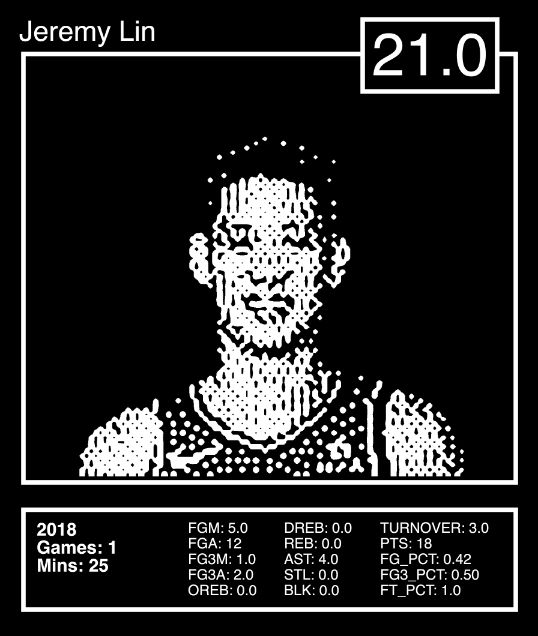 Jeremy Lin
21.0
2018
Games: 1
Mins: 25
FGM: 5.0
FGA: 12
FG3M: 1.0
FG3A: 2.0
OREB: 0.0
DREB: 0.0
REB: 0.0
AST: 4.0
STL: 0.0
BLK: 0.0
TURNOVER: 3.0
PTS: 18
FG_PCT: 0.42
FG3_PCT: 0.50
FT_PCT: 1.0